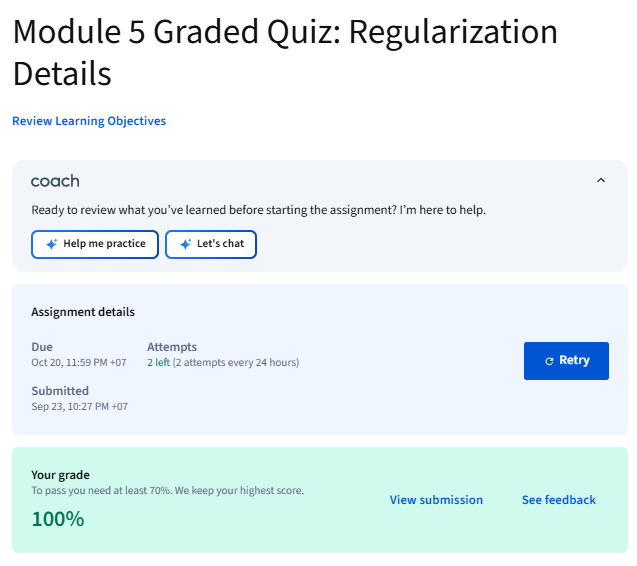 Module 5 Graded Quiz: Regularization
Details
Review Learning Objectives
coach
Ready to review what you've learned before starting the assignment? I'm here to help.
Help me practice
Let's chat
Assignment details
Due
Oct 20, 11:59 PM +07
Attempts
2 left (2 attempts every 24 hours)
Retry
Submitted
Sep 23, 10:27 PM +07
Your grade
To pass you need at least 70%. We keep your highest score.
100%
View submission
See feedback